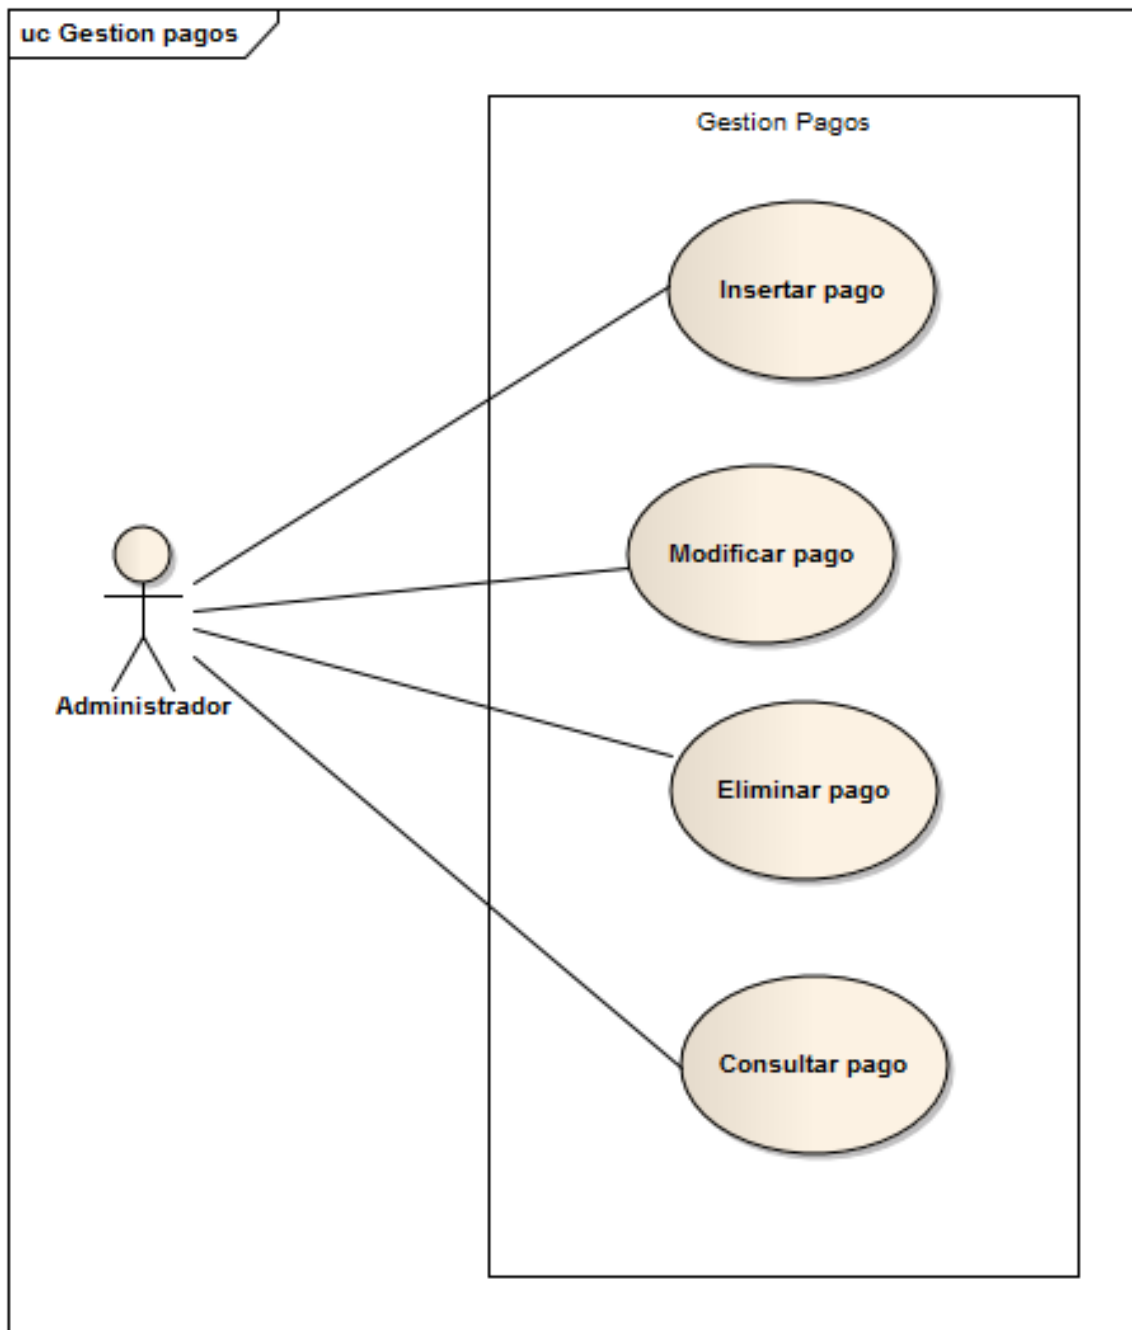 uc Gestion pagos
Gestion Pagos
Insertar pago
Modificar pago
Administrador
Eliminar pago
Consultar pago